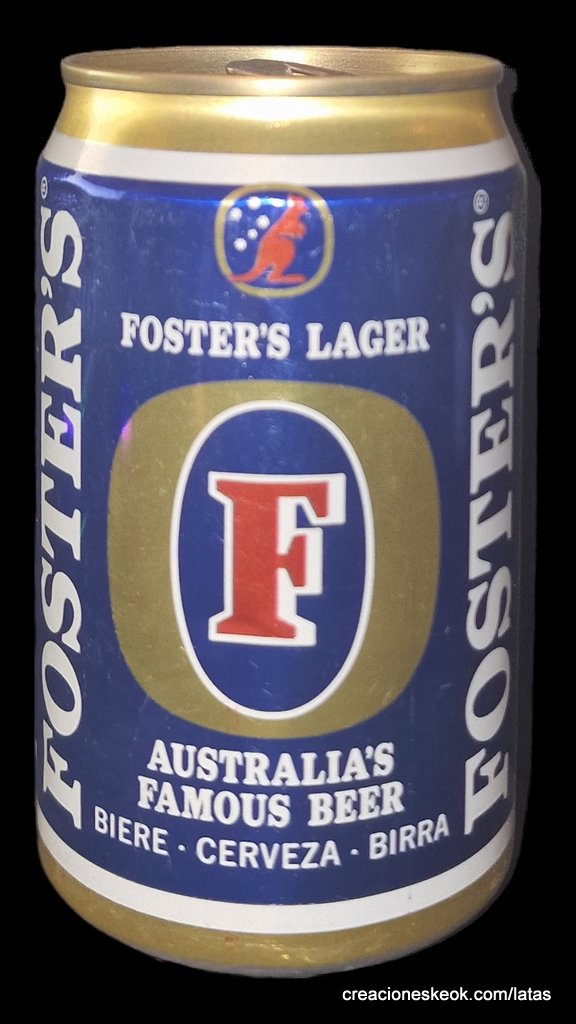 FOSTER'S®
FOSTER'S LAGER
F
AUSTRALIA'S
FAMOUS BEER
BIERE · CERVEZA · BIRRA
FOSTER'S®
creacioneskeok.com/latas